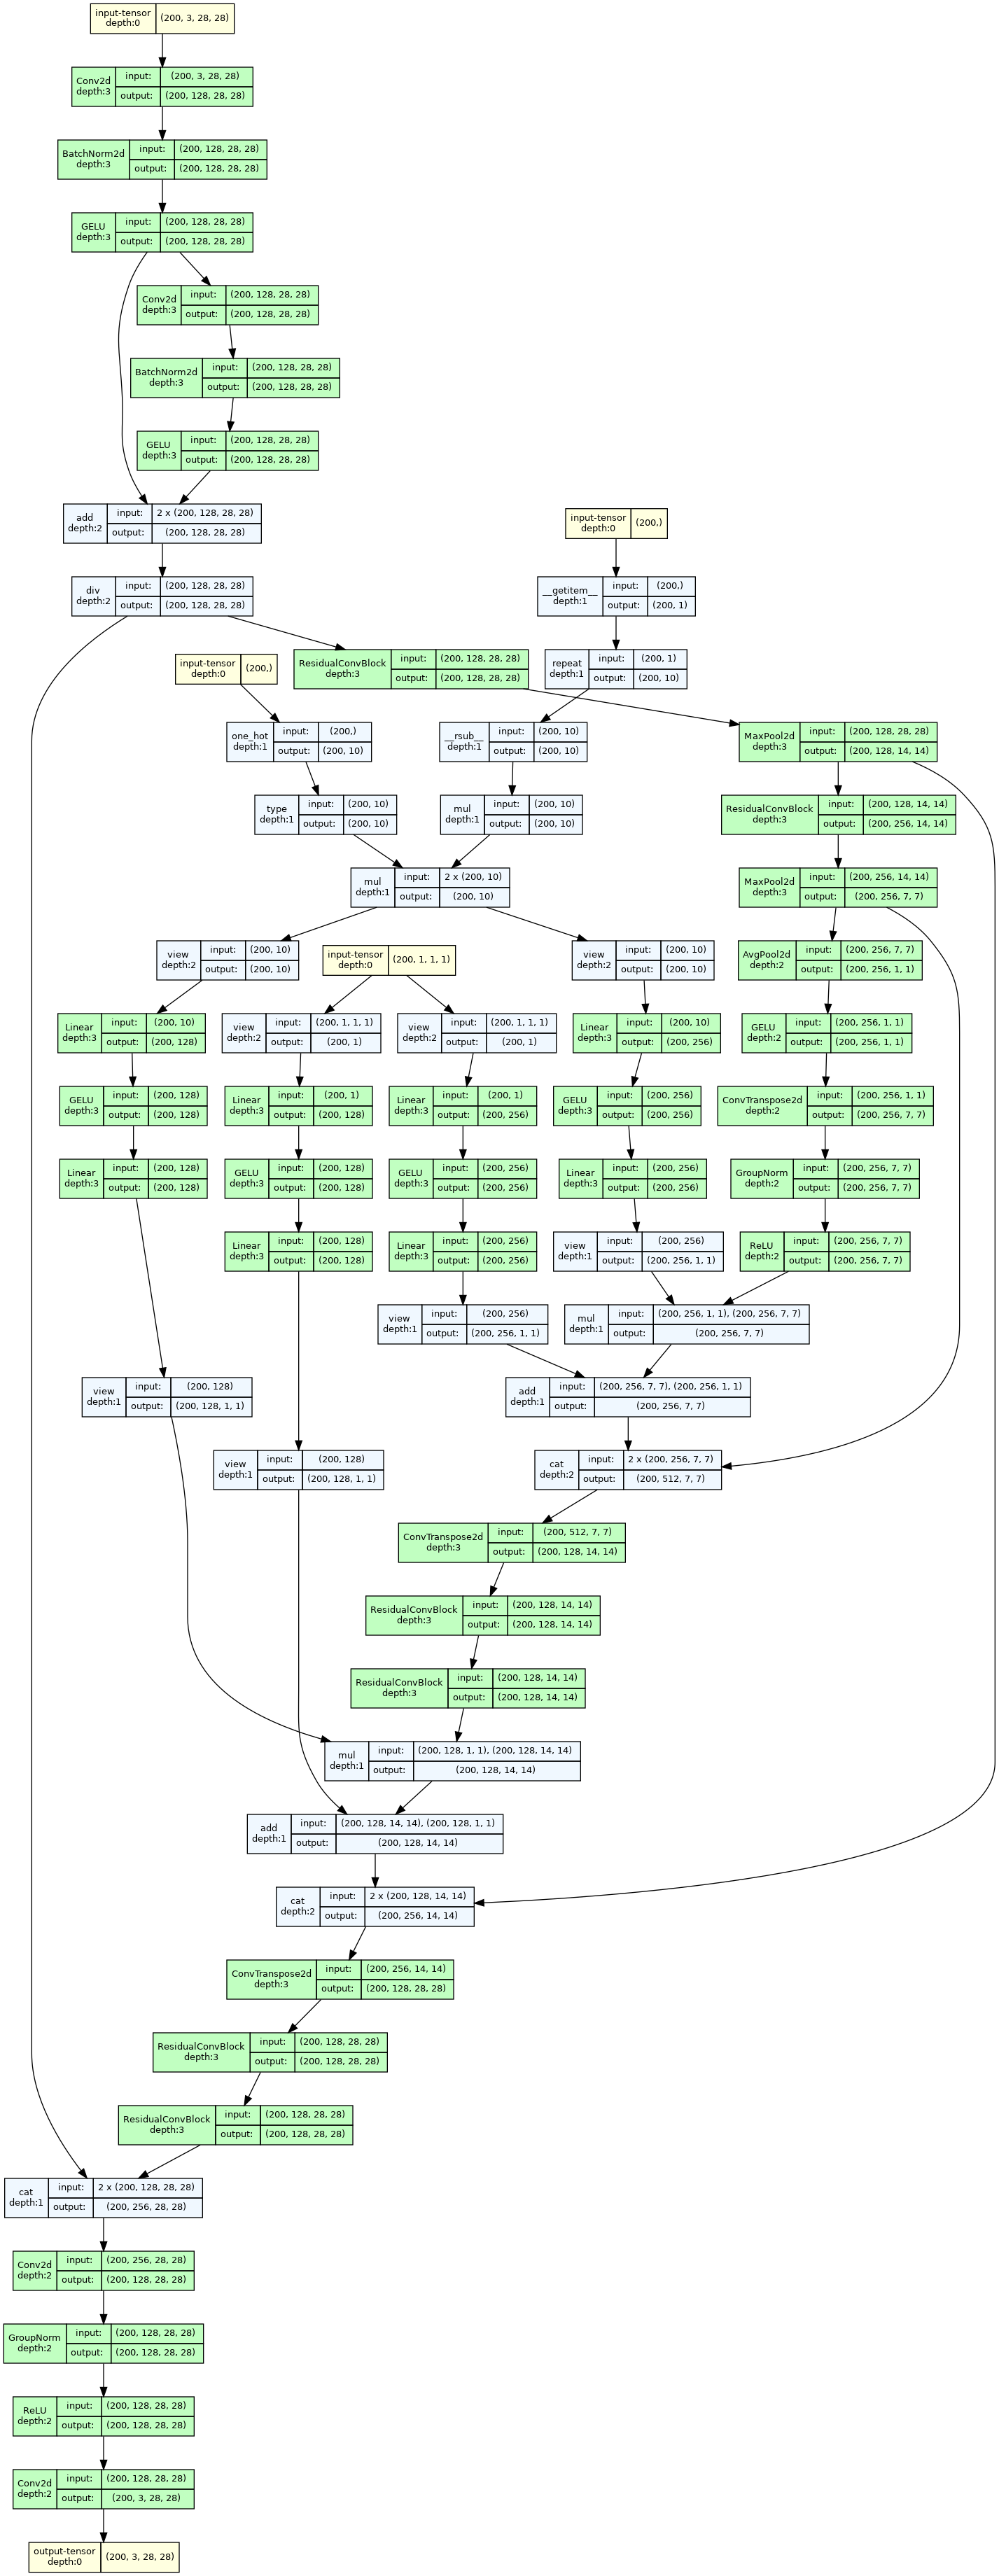 input-tensor
depth:0
(200, 3, 28, 28)
Conv2d
depth:3
input:
(200, 3, 28, 28)
output:
(200, 128, 28, 28)
BatchNorm2d
depth:3
input:
(200, 128, 28, 28)
output:
(200, 128, 28, 28)
GELU
depth:3
input:
(200, 128, 28, 28)
output:
(200, 128, 28, 28)
Conv2d
depth:3
input:
(200, 128, 28, 28)
output:
(200, 128, 28, 28)
BatchNorm2d
depth:3
input:
(200, 128, 28, 28)
output:
(200, 128, 28, 28)
GELU
depth:3
input:
(200, 128, 28, 28)
output:
(200, 128, 28, 28)
add
depth:2
input:
2 x (200, 128, 28, 28)
output:
(200, 128, 28, 28)
input-tensor
depth:0
(200,)
div
depth:2
input:
(200, 128, 28, 28)
output:
(200, 128, 28, 28)
__getitem__
depth:1
input:
(200,)
output:
(200, 1)
input-tensor
depth:0
(200,)
ResidualConvBlock
depth:3
input:
(200, 128, 28, 28)
output:
(200, 128, 28, 28)
repeat
depth:1
input:
(200, 1)
output:
(200, 10)
one_hot
depth:1
input:
(200,)
output:
(200, 10)
__rsub__
depth:1
input:
(200, 10)
output:
(200, 10)
MaxPool2d
depth:3
input:
(200, 128, 28, 28)
output:
(200, 128, 14, 14)
type
depth:1
input:
(200, 10)
output:
(200, 10)
mul
depth:1
input:
(200, 10)
output:
(200, 10)
ResidualConvBlock
depth:3
input:
(200, 128, 14, 14)
output:
(200, 256, 14, 14)
mul
depth:1
input:
2 x (200, 10)
output:
(200, 10)
MaxPool2d
depth:3
input:
(200, 256, 14, 14)
output:
(200, 256, 7, 7)
view
depth:2
input:
(200, 10)
output:
(200, 10)
input-tensor
depth:0
(200, 1, 1, 1)
view
depth:2
input:
(200, 10)
output:
(200, 10)
AvgPool2d
depth:2
input:
(200, 256, 7, 7)
output:
(200, 256, 1, 1)
Linear
depth:3
input:
(200, 10)
output:
(200, 128)
view
depth:2
input:
(200, 1, 1, 1)
output:
(200, 1)
view
depth:2
input:
(200, 1, 1, 1)
output:
(200, 1)
Linear
depth:3
input:
(200, 10)
output:
(200, 256)
GELU
depth:2
input:
(200, 256, 1, 1)
output:
(200, 256, 1, 1)
GELU
depth:3
input:
(200, 128)
output:
(200, 128)
Linear
depth:3
input:
(200, 1)
output:
(200, 128)
Linear
depth:3
input:
(200, 1)
output:
(200, 256)
GELU
depth:3
input:
(200, 256)
output:
(200, 256)
ConvTranspose2d
depth:2
input:
(200, 256, 1, 1)
output:
(200, 256, 7, 7)
Linear
depth:3
input:
(200, 128)
output:
(200, 128)
GELU
depth:3
input:
(200, 128)
output:
(200, 128)
GELU
depth:3
input:
(200, 256)
output:
(200, 256)
Linear
depth:3
input:
(200, 256)
output:
(200, 256)
GroupNorm
depth:2
input:
(200, 256, 7, 7)
output:
(200, 256, 7, 7)
Linear
depth:3
input:
(200, 128)
output:
(200, 128)
Linear
depth:3
input:
(200, 256)
output:
(200, 256)
view
depth:1
input:
(200, 256)
output:
(200, 256, 1, 1)
ReLU
depth:2
input:
(200, 256, 7, 7)
output:
(200, 256, 7, 7)
view
depth:1
input:
(200, 256)
output:
(200, 256, 1, 1)
mul
depth:1
input:
(200, 256, 1, 1), (200, 256, 7, 7)
output:
(200, 256, 7, 7)
view
depth:1
input:
(200, 128)
output:
(200, 128, 1, 1)
add
depth:1
input:
(200, 256, 7, 7), (200, 256, 1, 1)
output:
(200, 256, 7, 7)
view
depth:1
input:
(200, 128)
output:
(200, 128, 1, 1)
cat
depth:2
input:
2 x (200, 256, 7, 7)
output:
(200, 512, 7, 7)
ConvTranspose2d
depth:3
input:
(200, 512, 7, 7)
output:
(200, 128, 14, 14)
ResidualConvBlock
depth:3
input:
(200, 128, 14, 14)
output:
(200, 128, 14, 14)
ResidualConvBlock
depth:3
input:
(200, 128, 14, 14)
output:
(200, 128, 14, 14)
mul
depth:1
input:
(200, 128, 1, 1), (200, 128, 14, 14)
output:
(200, 128, 14, 14)
add
depth:1
input:
(200, 128, 14, 14), (200, 128, 1, 1)
output:
(200, 128, 14, 14)
cat
depth:2
input:
2 x (200, 128, 14, 14)
output:
(200, 256, 14, 14)
ConvTranspose2d
depth:3
input:
(200, 256, 14, 14)
output:
(200, 128, 28, 28)
ResidualConvBlock
depth:3
input:
(200, 128, 28, 28)
output:
(200, 128, 28, 28)
ResidualConvBlock
depth:3
input:
(200, 128, 28, 28)
output:
(200, 128, 28, 28)
cat
depth:1
input:
2 x (200, 128, 28, 28)
output:
(200, 256, 28, 28)
Conv2d
depth:2
input:
(200, 256, 28, 28)
output:
(200, 128, 28, 28)
GroupNorm
depth:2
input:
(200, 128, 28, 28)
output:
(200, 128, 28, 28)
ReLU
depth:2
input:
(200, 128, 28, 28)
output:
(200, 128, 28, 28)
Conv2d
depth:2
input:
(200, 128, 28, 28)
output:
(200, 3, 28, 28)
output-tensor
depth:0
(200, 3, 28, 28)